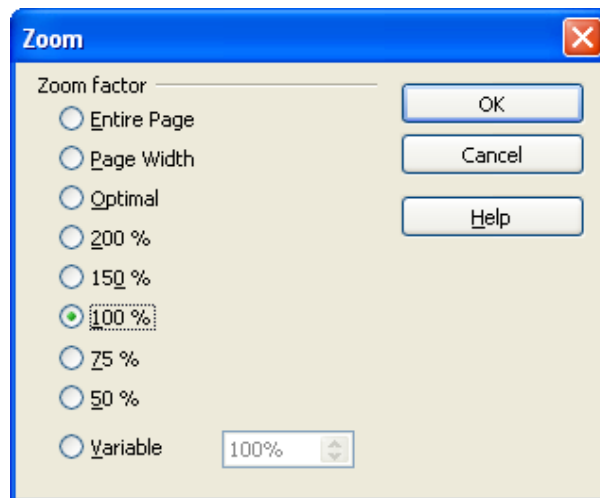 Zoom
Zoom factor
Entire Page
Page Width
Optimal
200 %
150 %
100 %
75 %
50 %
Variable 100%
OK
Cancel
Help